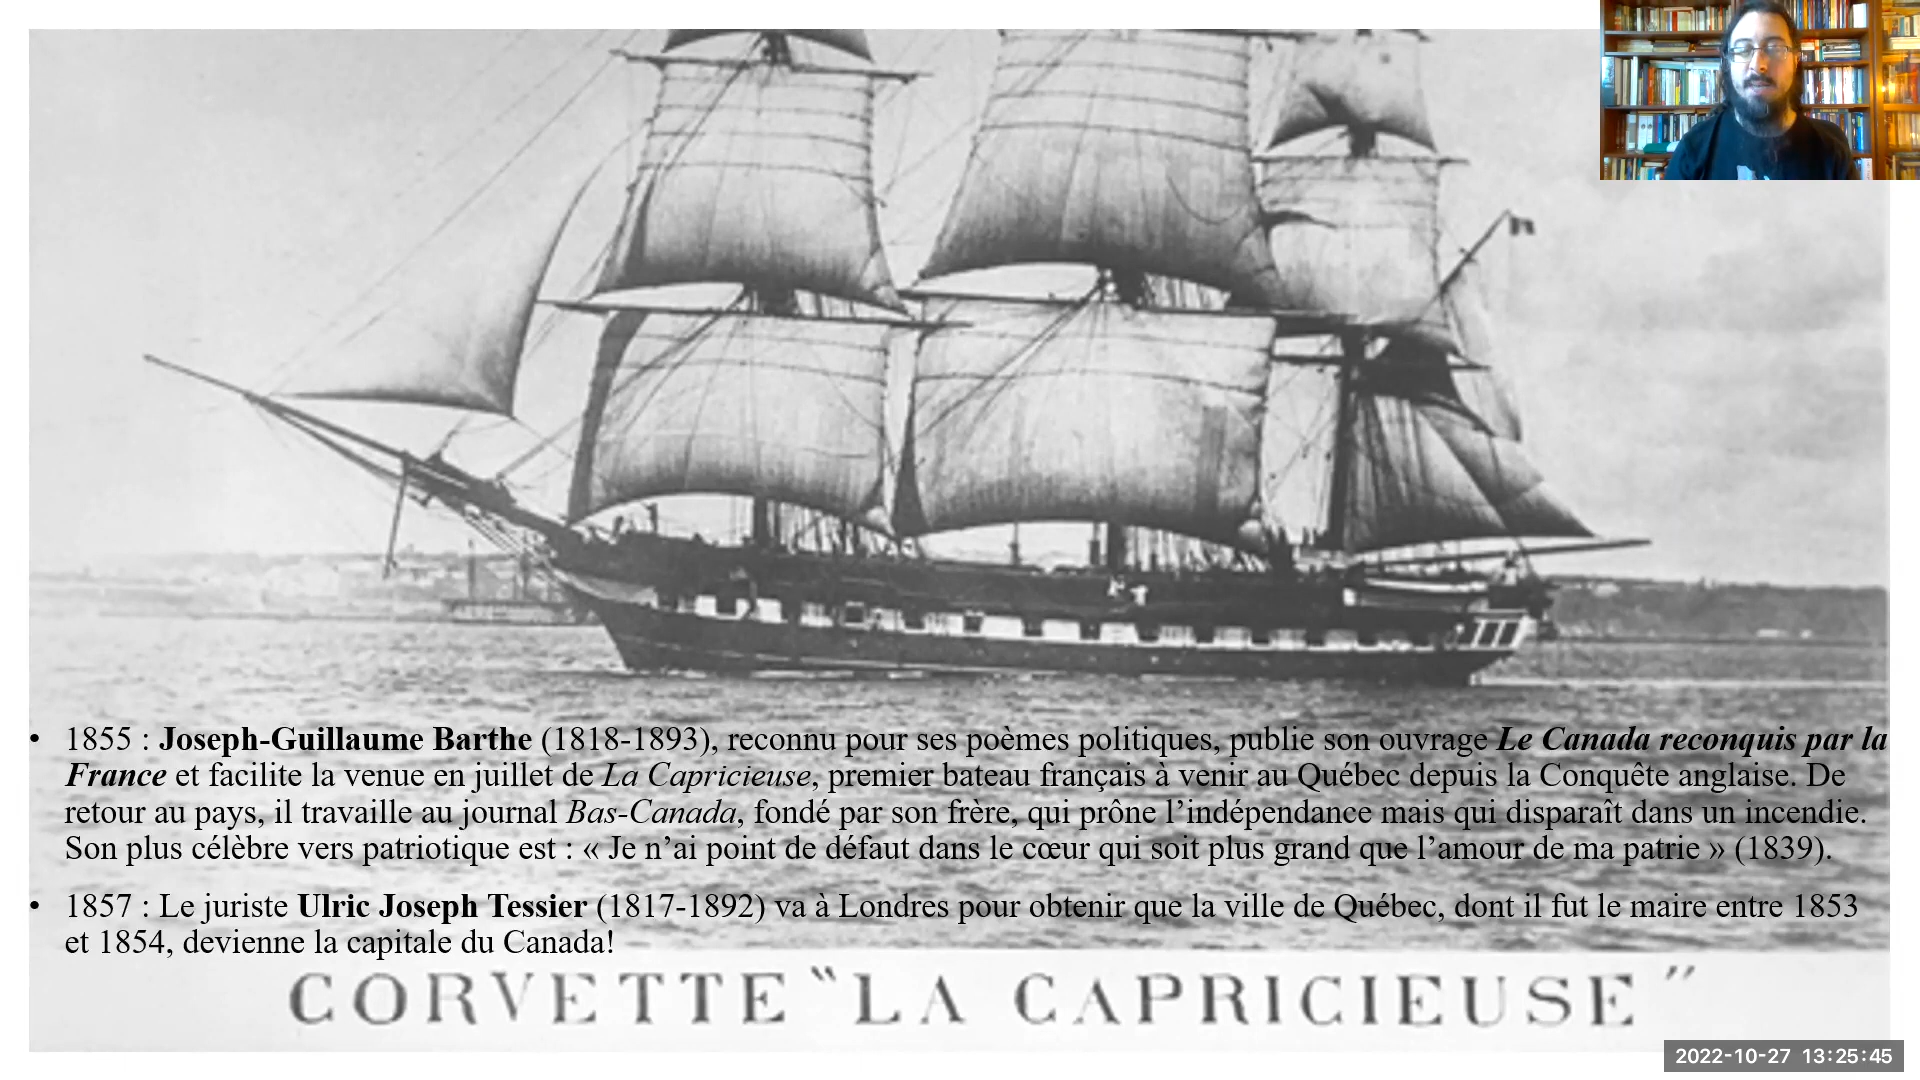 • 1855 : Joseph-Guillaume Barthe (1818-1893), reconnu pour ses poèmes politiques, publie son ouvrage Le Canada reconquis par la
France et facilite la venue en juillet de La Capricieuse, premier bateau français à venir au Québec depuis la Conquête anglaise. De
retour au pays, il travaille au journal Bas-Canada, fondé par son frère, qui prône l’indépendance mais qui disparaît dans un incendie.
Son plus célèbre vers patriotique est : « Je n’ai point de défaut dans le cœur qui soit plus grand que l’amour de ma patrie » (1839).
• 1857 : Le juriste Ulric Joseph Tessier (1817-1892) va à Londres pour obtenir que la ville de Québec, dont il fut le maire entre 1853
et 1854, devienne la capitale du Canada!
CORVETTE “LA CAPRICIEUSE”
2022-10-27 13:25:45